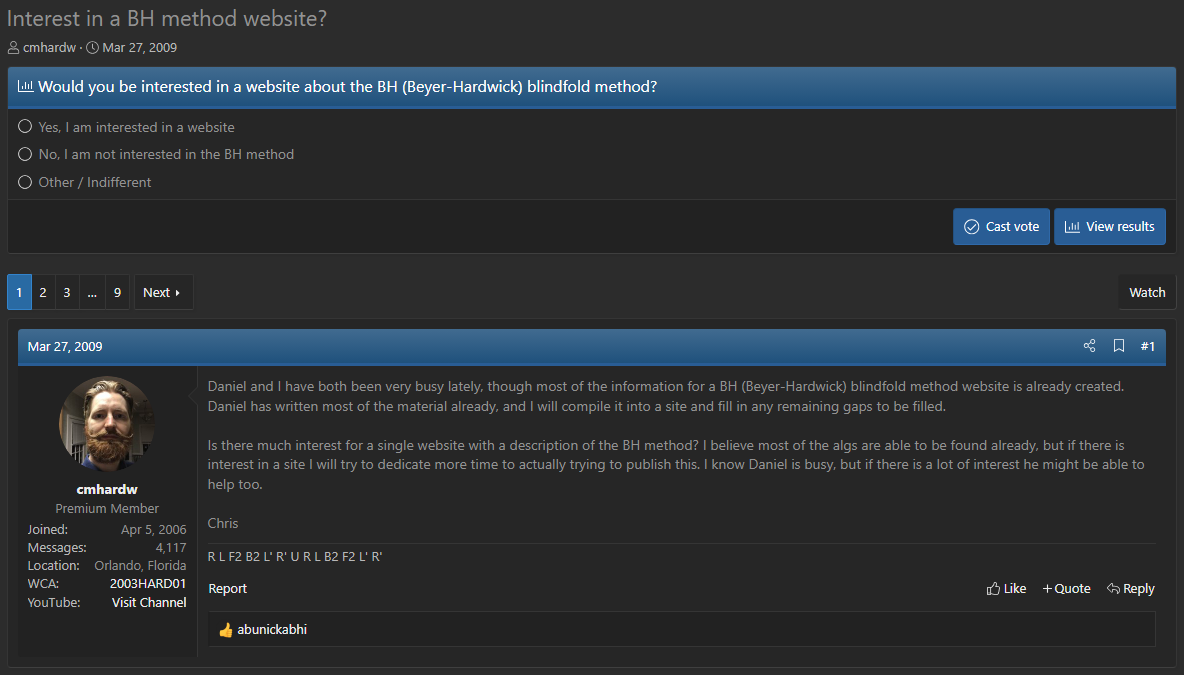 Interest in a BH method website?
cmhardw · Mar 27, 2009
Would you be interested in a website about the BH (Beyer-Hardwick) blindfold method?
Yes, I am interested in a website
No, I am not interested in the BH method
Other / Indifferent
Cast vote View results
1 2 3 ... 9 Next Watch
Mar 27, 2009 #1
cmhardw
Premium Member
Joined: Apr 5, 2006
Messages: 4,117
Location: Orlando, Florida
WCA: 2003HARD01
YouTube: Visit Channel
Daniel and I have both been very busy lately, though most of the information for a BH (Beyer-Hardwick) blindfold method website is already created.
Daniel has written most of the material already, and I will compile it into a site and fill in any remaining gaps to be filled.
Is there much interest for a single website with a description of the BH method? I believe most of the algs are able to be found already, but if there is
interest in a site I will try to dedicate more time to actually trying to publish this. I know Daniel is busy, but if there is a lot of interest he might be able to
help too.
Chris
R L F2 B2 L' R' U R L B2 F2 L' R'
Report Like + Quote Reply
abunickabhi